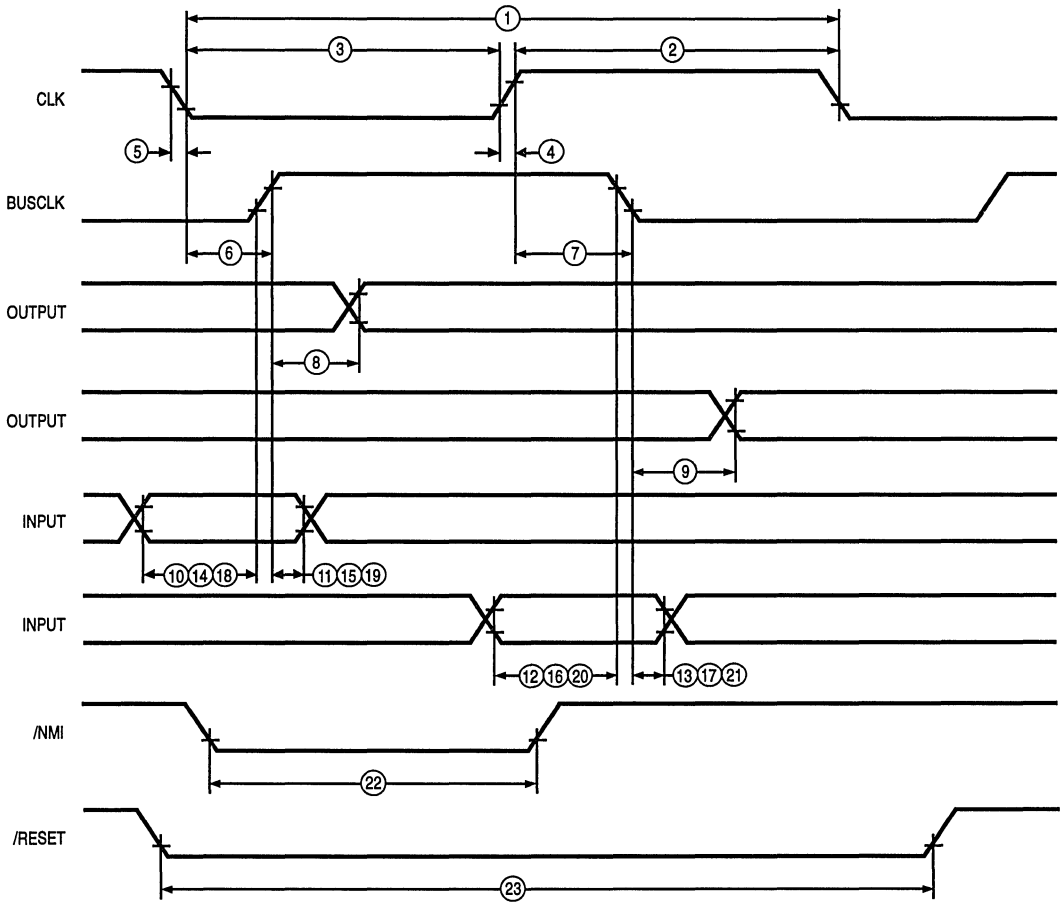 1
3 2
CLK
5 4
BUSCLK
6 7
OUTPUT
8
OUTPUT
9
INPUT
10 14 18 11 15 19
INPUT
12 16 20 13 17 21
/NMI
22
/RESET
23